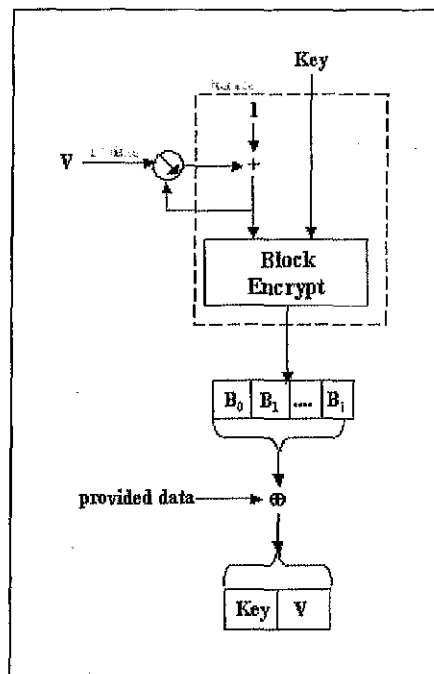 Key
1
V
+
Block
Encrypt
B0 B1 .... Bi
provided data
Key V